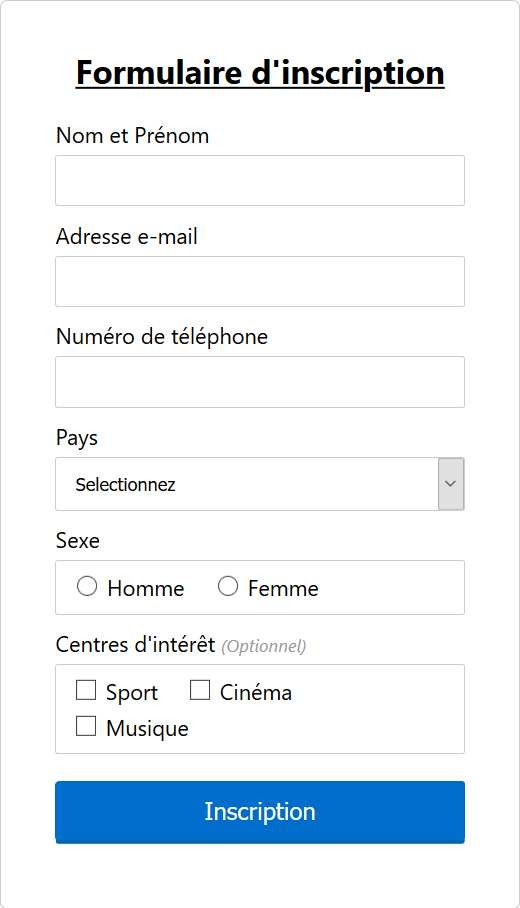 Formulaire d'inscription
Nom et Prénom
Adresse e-mail
Numéro de téléphone
Pays
Selectionnez
Sexe
Homme Femme
Centres d'intérêt (Optionnel)
Sport Cinéma
Musique
Inscription